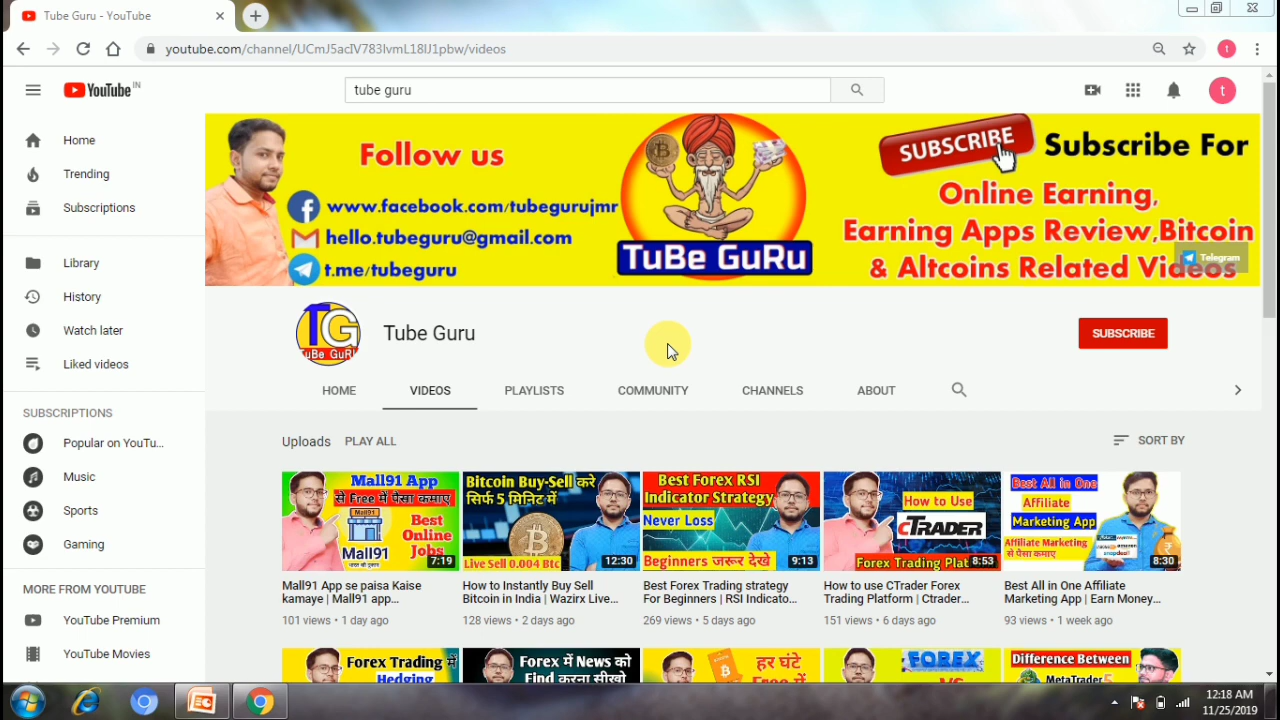 Tube Guru - YouTube
youtube.com/channel/UCmJ5acIV783lvmL18lJ1pbw/videos
YouTube IN
tube guru
t
t
Home
Trending
Subscriptions
Library
History
Watch later
Liked videos
SUBSCRIPTIONS
Popular on YouTu...
Music
Sports
Gaming
MORE FROM YOUTUBE
YouTube Premium
YouTube Movies
Follow us
www.facebook.com/tubegurujmr
hello.tubeguru@gmail.com
t.me/tubeguru
TuBe GuRu
SUBSCRIBE
Subscribe For
Online Earning,
Earning Apps Review,Bitcoin
& Altcoins Related Videos
Telegram
TG
TuBe GuRu
Tube Guru
SUBSCRIBE
HOME VIDEOS PLAYLISTS COMMUNITY CHANNELS ABOUT
Uploads PLAY ALL
SORT BY
Mall91 App
से Free में पैसा कमाए
Mall91
Best
Online
Jobs
Mall91
7:19
Mall91 App se paisa Kaise
kamaye | Mall91 app...
101 views • 1 day ago
Bitcoin Buy-Sell करे
सिर्फ 5 मिनिट में
Live Sell 0.004 Btc
12:30
How to Instantly Buy Sell
Bitcoin in India | Wazirx Live...
128 views • 2 days ago
Best Forex RSI
Indicator Strategy
Never Loss
Beginners जरूर देखे
9:13
Best Forex Trading strategy
For Beginners | RSI Indicato...
269 views • 5 days ago
How to Use
cTRADER
Forex Trading Plat
8:53
How to use CTrader Forex
Trading Platform | Ctrader...
151 views • 6 days ago
Best All in One
Affiliate
Marketing App
Affiliate Marketing
से पैसा कमाए
amazon
snapdeal
8:30
Best All in One Affiliate
Marketing App | Earn Money...
93 views • 1 week ago
Forex Trading में
Hedging
Forex में News को
Find करना सीखो
हर घंटे
Free में
FOREX
VS
Difference Between
MetaTrader 5
12:18 AM
11/25/2019